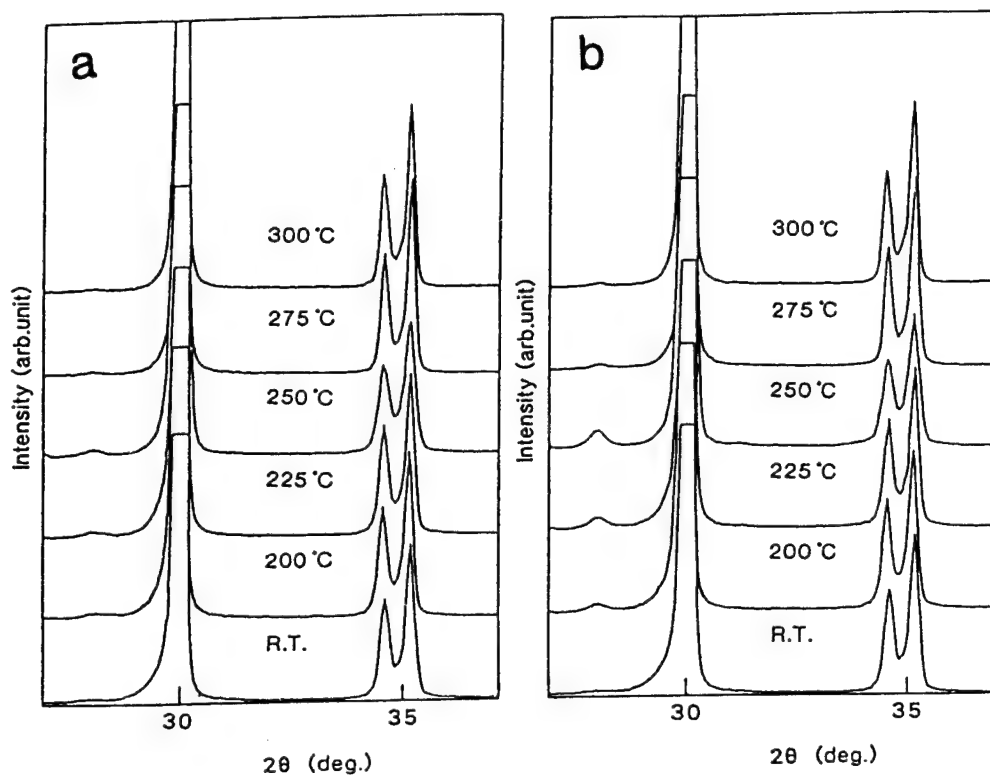 a
300 °C
275 °C
250 °C
225 °C
200 °C
R.T.
Intensity (arb.unit)
30
35
2θ (deg.)
b
300 °C
275 °C
250 °C
225 °C
200 °C
R.T.
Intensity (arb.unit)
30
35
2θ (deg.)